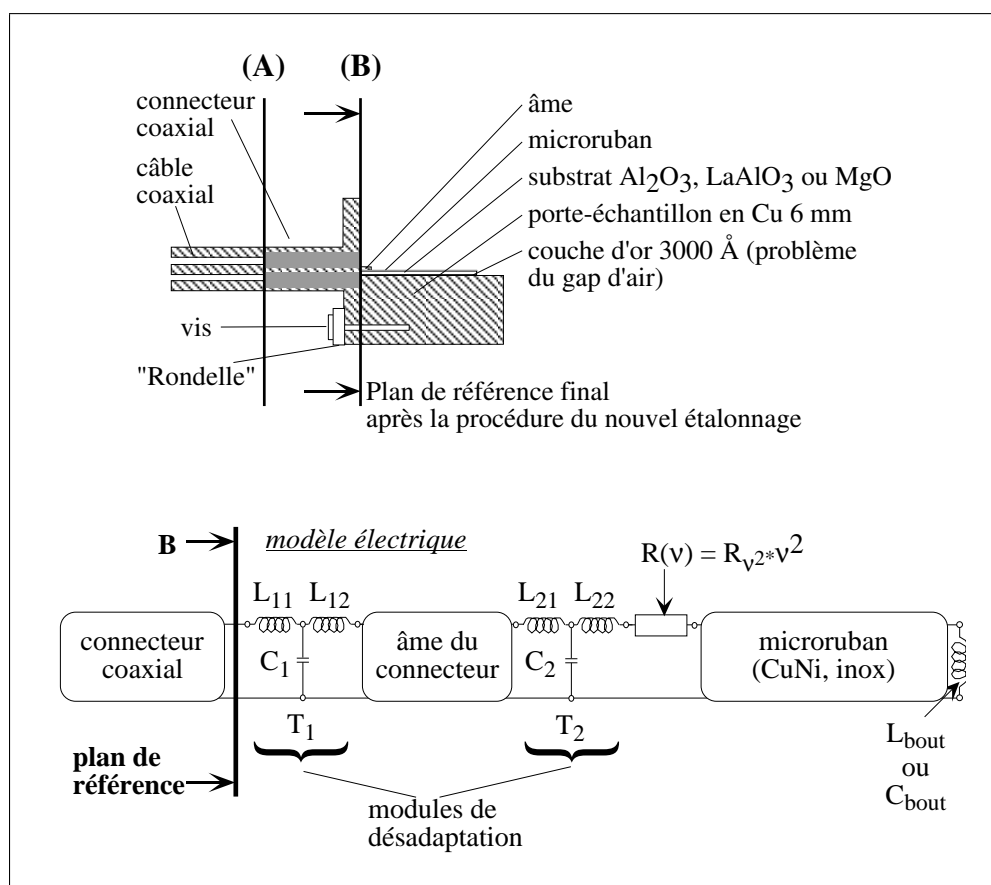 (A)
(B)
connecteur
coaxial
câble
coaxial
vis
"Rondelle"
âme
microruban
substrat Al2O3, LaAlO3 ou MgO
porte-échantillon en Cu 6 mm
couche d'or 3000 Å (problème
du gap d'air)
Plan de référence final
après la procédure du nouvel étalonnage
B
modèle électrique
R(ν) = Rν2*ν2
L11
L12
L21
L22
connecteur
coaxial
C1
âme du
connecteur
C2
microruban
(CuNi, inox)
T1
T2
Lbout
ou
Cbout
plan de
référence
modules de
désadaptation